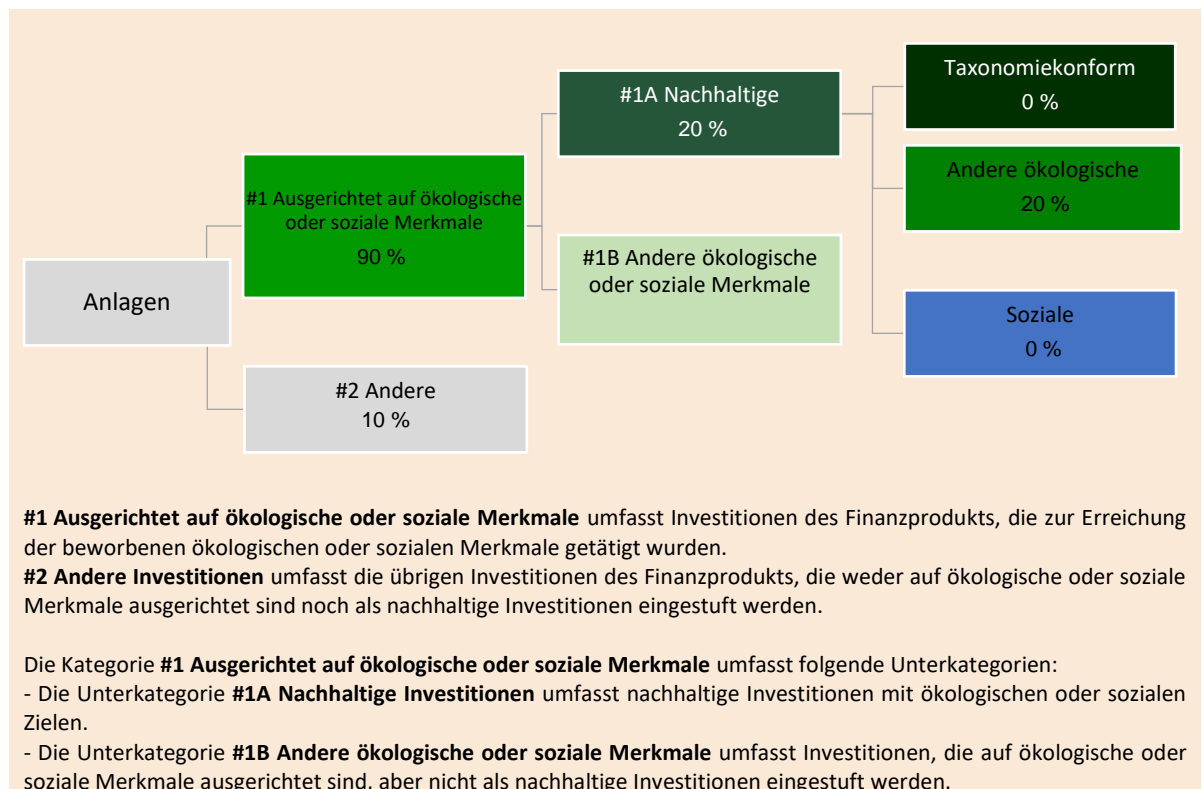 Anlagen
#1 Ausgerichtet auf ökologische
oder soziale Merkmale
90 %
#2 Andere
10 %
#1A Nachhaltige
20 %
#1B Andere ökologische
oder soziale Merkmale
Taxonomiekonform
0 %
Andere ökologische
20 %
Soziale
0 %
#1 Ausgerichtet auf ökologische oder soziale Merkmale umfasst Investitionen des Finanzprodukts, die zur Erreichung
der beworbenen ökologischen oder sozialen Merkmale getätigt wurden.
#2 Andere Investitionen umfasst die übrigen Investitionen des Finanzprodukts, die weder auf ökologische oder soziale
Merkmale ausgerichtet sind noch als nachhaltige Investitionen eingestuft werden.
Die Kategorie #1 Ausgerichtet auf ökologische oder soziale Merkmale umfasst folgende Unterkategorien:
- Die Unterkategorie #1A Nachhaltige Investitionen umfasst nachhaltige Investitionen mit ökologischen oder sozialen
Zielen.
- Die Unterkategorie #1B Andere ökologische oder soziale Merkmale umfasst Investitionen, die auf ökologische oder
soziale Merkmale ausgerichtet sind, aber nicht als nachhaltige Investitionen eingestuft werden.